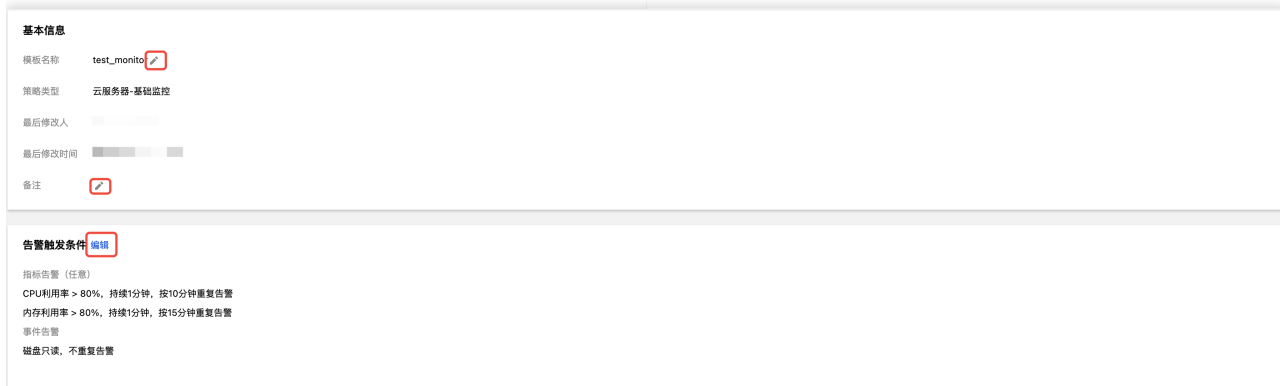 基本信息
模板名称 test_monitor
策略类型 云服务器-基础监控
最后修改人
最后修改时间
备注
告警触发条件 编辑
指标告警（任意）
CPU利用率 > 80%，持续1分钟，按10分钟重复告警
内存利用率 > 80%，持续1分钟，按15分钟重复告警
事件告警
磁盘只读，不重复告警